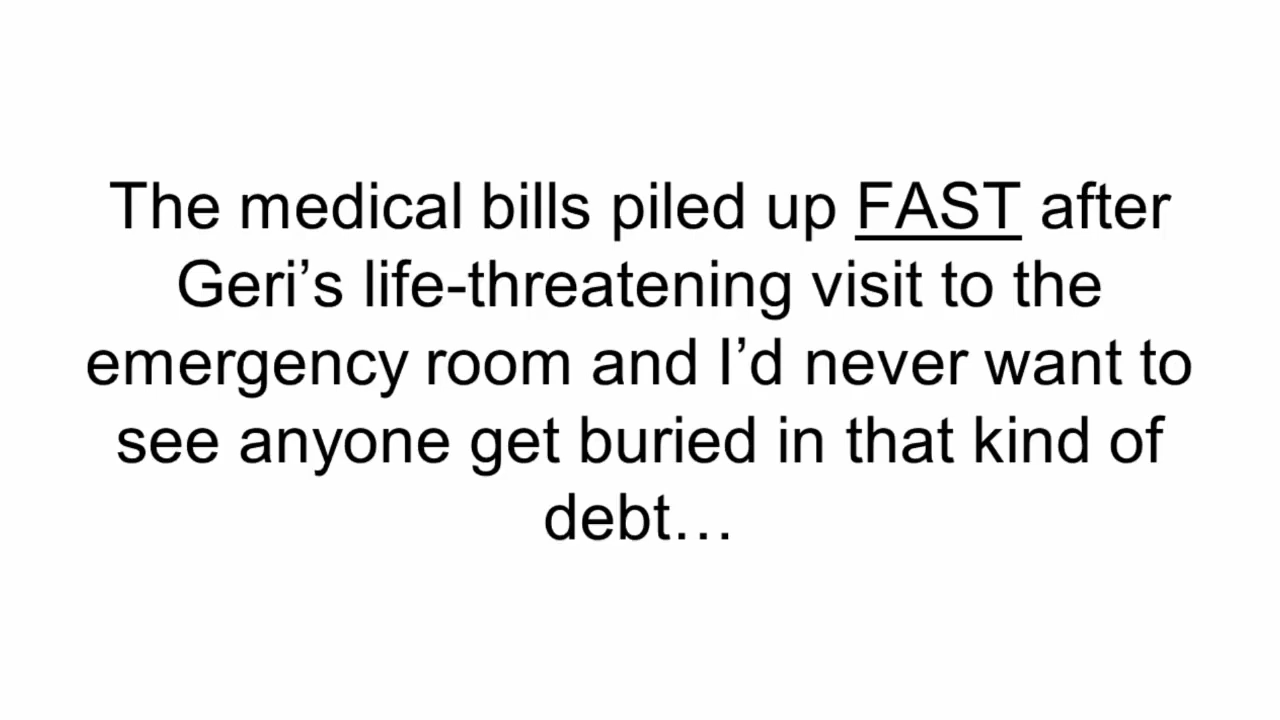 The medical bills piled up FAST after
Geri’s life-threatening visit to the
emergency room and I’d never want to
see anyone get buried in that kind of
debt…